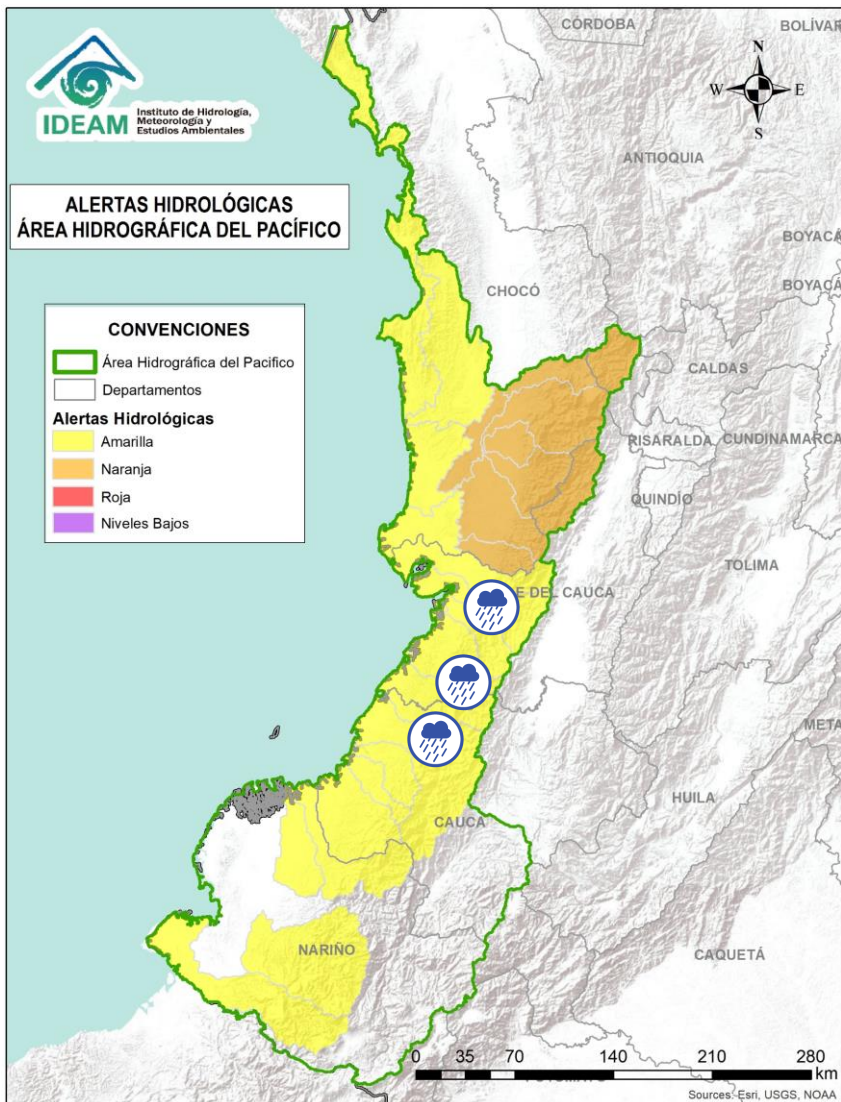 CÓRDOBA
BOLÍVAR
IDEAM
Instituto de Hidrología,
Meteorología y
Estudios Ambientales
N
W E
S
ANTIOQUIA
ALERTAS HIDROLÓGICAS
ÁREA HIDROGRÁFICA DEL PACÍFICO
BOYACÁ
BOYACÁ
CHOCÓ
CONVENCIONES
Área Hidrográfica del Pacifico
Departamentos
Alertas Hidrológicas
Amarilla
Naranja
Roja
Niveles Bajos
CALDAS
RISARALDA
CUNDINAMARCA
QUINDÍO
TOLIMA
E DEL CAUCA
META
HUILA
CAUCA
NARIÑO
CAQUETÁ
0 35 70 140 210 280
km
Sources: Esri, USGS, NOAA